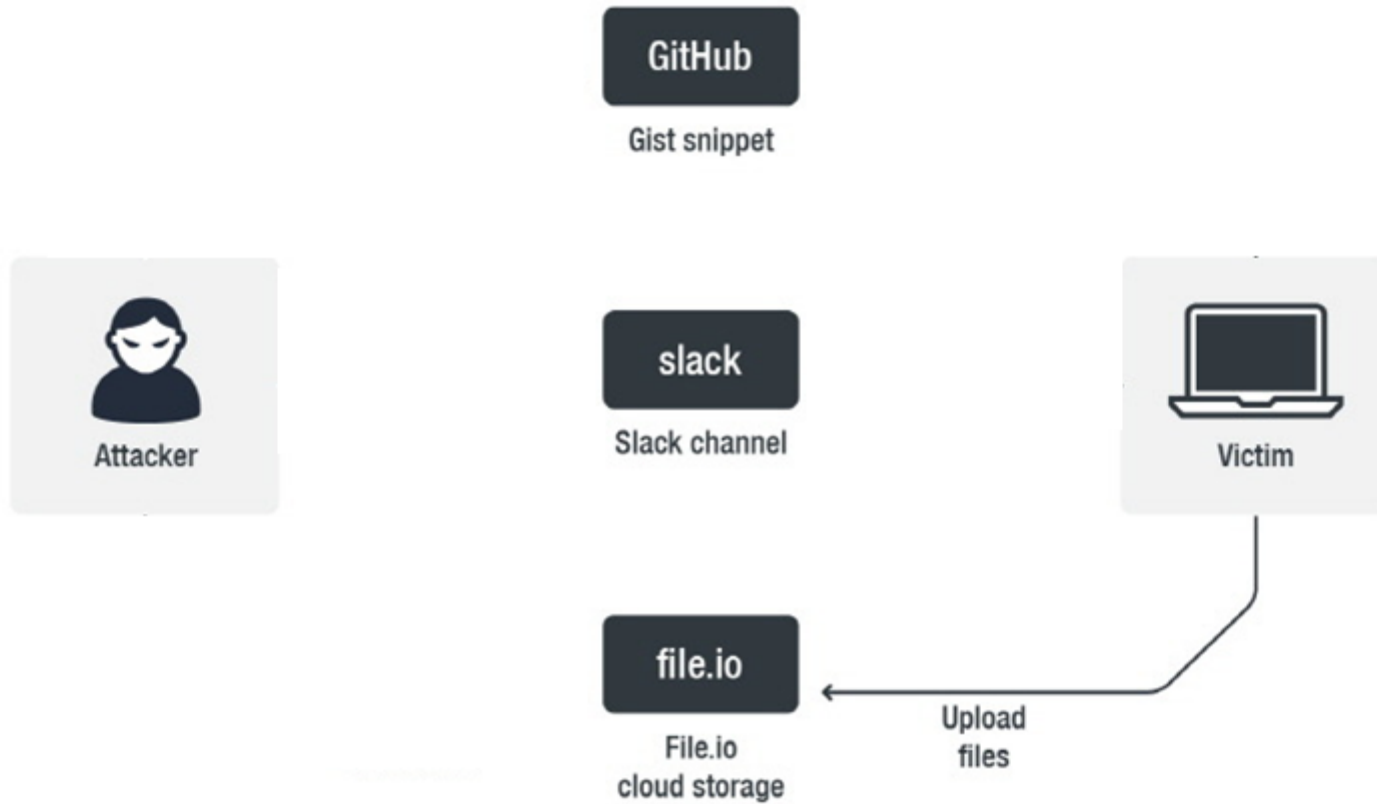 GitHub
Gist snippet
slack
Slack channel
Attacker
Victim
file.io
File.io
cloud storage
Upload
files